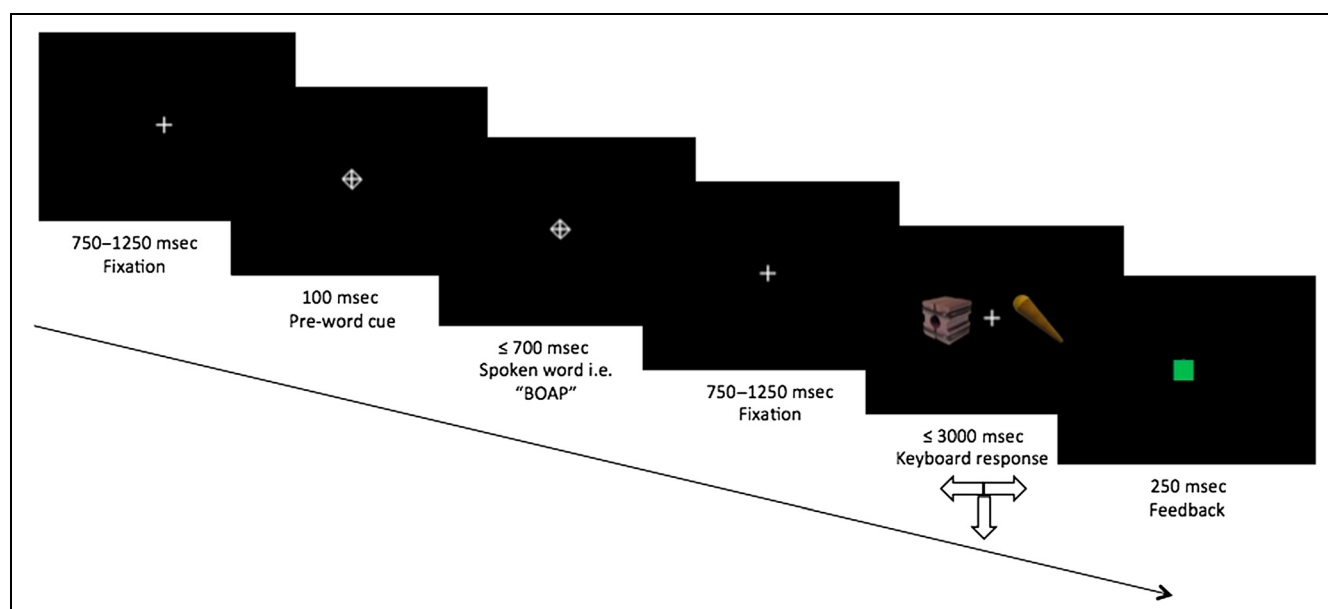 750–1250 msec
Fixation
100 msec
Pre-word cue
≤ 700 msec
Spoken word i.e.
“BOAP”
750–1250 msec
Fixation
≤ 3000 msec
Keyboard response
250 msec
Feedback